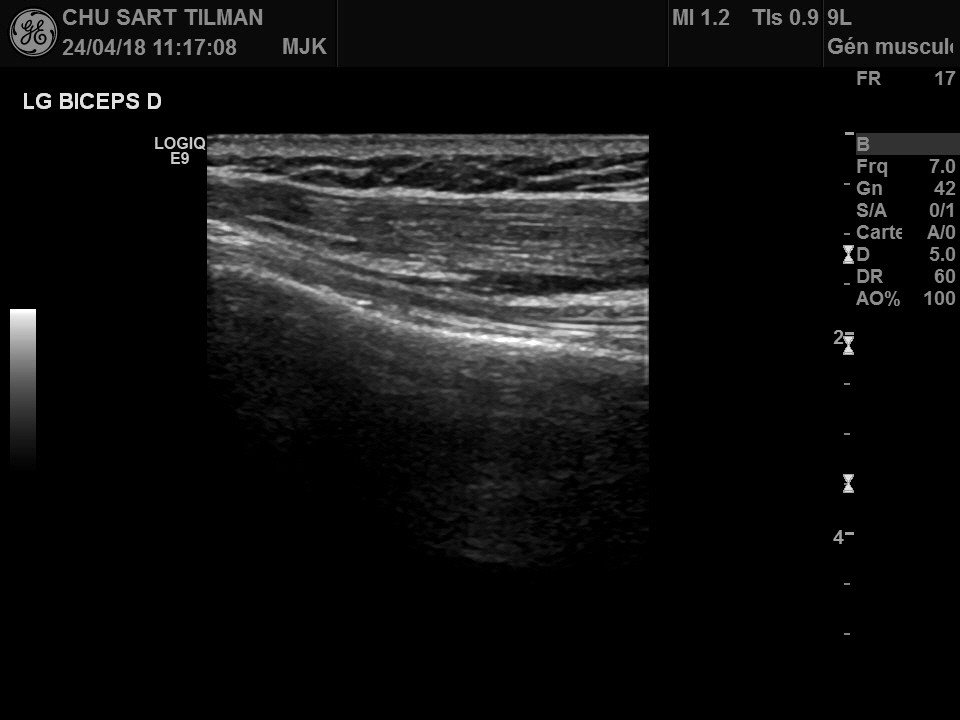 GE
CHU SART TILMAN
24/04/18 11:17:08 MJK
MI 1.2 TIs 0.9
9L
Gén muscul
FR 17
LG BICEPS D
LOGIQ
E9
B
Frq 7.0
Gn 42
S/A 0/1
Carte A/0
D 5.0
DR 60
AO% 100
2
4